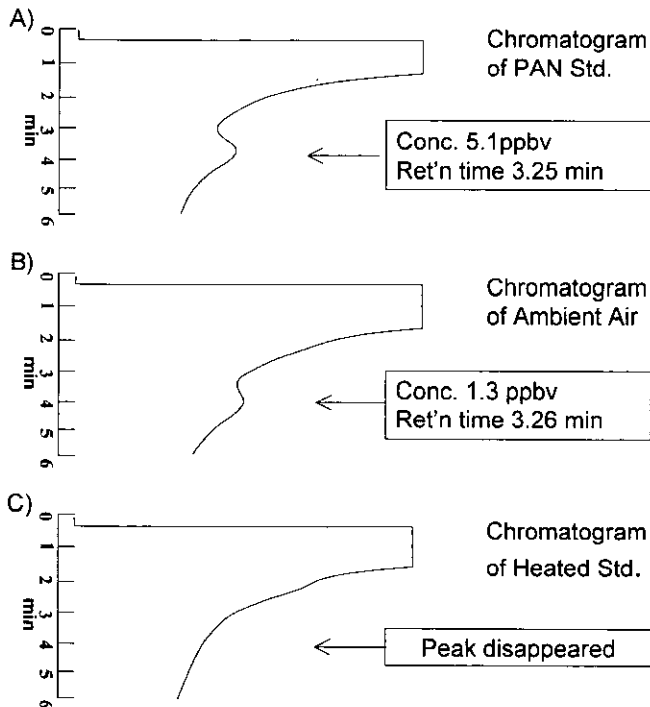 A)
0
1
2
3
4
5
6
min
Chromatogram
of PAN Std.
Conc. 5.1ppbv
Ret'n time 3.25 min
B)
0
1
2
3
4
5
6
min
Chromatogram
of Ambient Air
Conc. 1.3 ppbv
Ret'n time 3.26 min
C)
0
1
2
3
4
5
6
min
Chromatogram
of Heated Std.
Peak disappeared